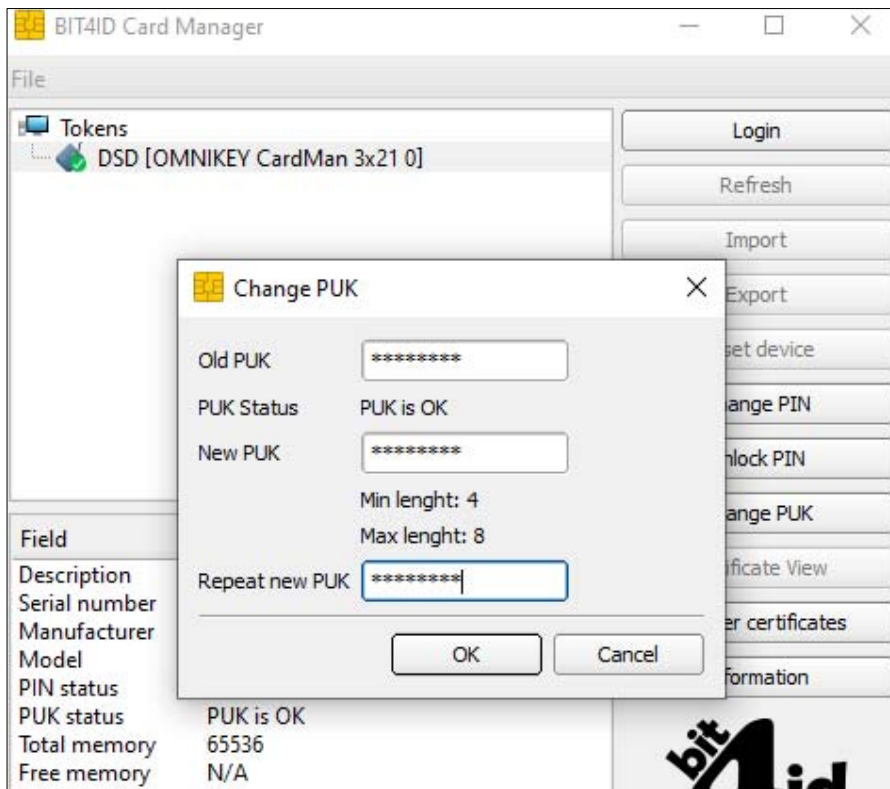 BIT4ID Card Manager
File
Tokens
DSD [OMNIKEY CardMan 3x21 0]
Login
Refresh
Import
Export
set device
ange PIN
nlock PIN
ange PUK
ificate View
er certificates
formation
Change PUK
Old PUK ********
PUK Status PUK is OK
New PUK ********
Min lenght: 4
Max lenght: 8
Repeat new PUK ********
OK Cancel
Field
Description
Serial number
Manufacturer
Model
PIN status
PUK status PUK is OK
Total memory 65536
Free memory N/A
bit4id